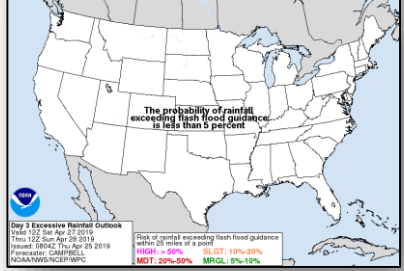 The probability of rainfall
exceeding flash flood guidance
is less than 5 percent
noaa
Day 3 Excessive Rainfall Outlook
Valid 12Z Sat Apr 27 2019
Thru 12Z Sun Apr 28 2019
Issued: 0804Z Thu Apr 25 2019
Forecaster: CAMPBELL
NOAA/NWS/NCEP/WPC
Risk of rainfall exceeding flash flood guidance
within 25 miles of a point
HIGH: > 50% SLGT: 10%-20%
MDT: 20%-50% MRGL: 5%-10%